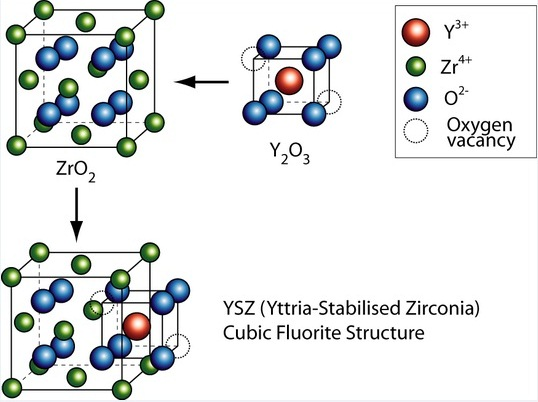 Y3+
Zr4+
O2-
Oxygen
vacancy
ZrO2
Y2O3
YSZ (Yttria-Stabilised Zirconia)
Cubic Fluorite Structure